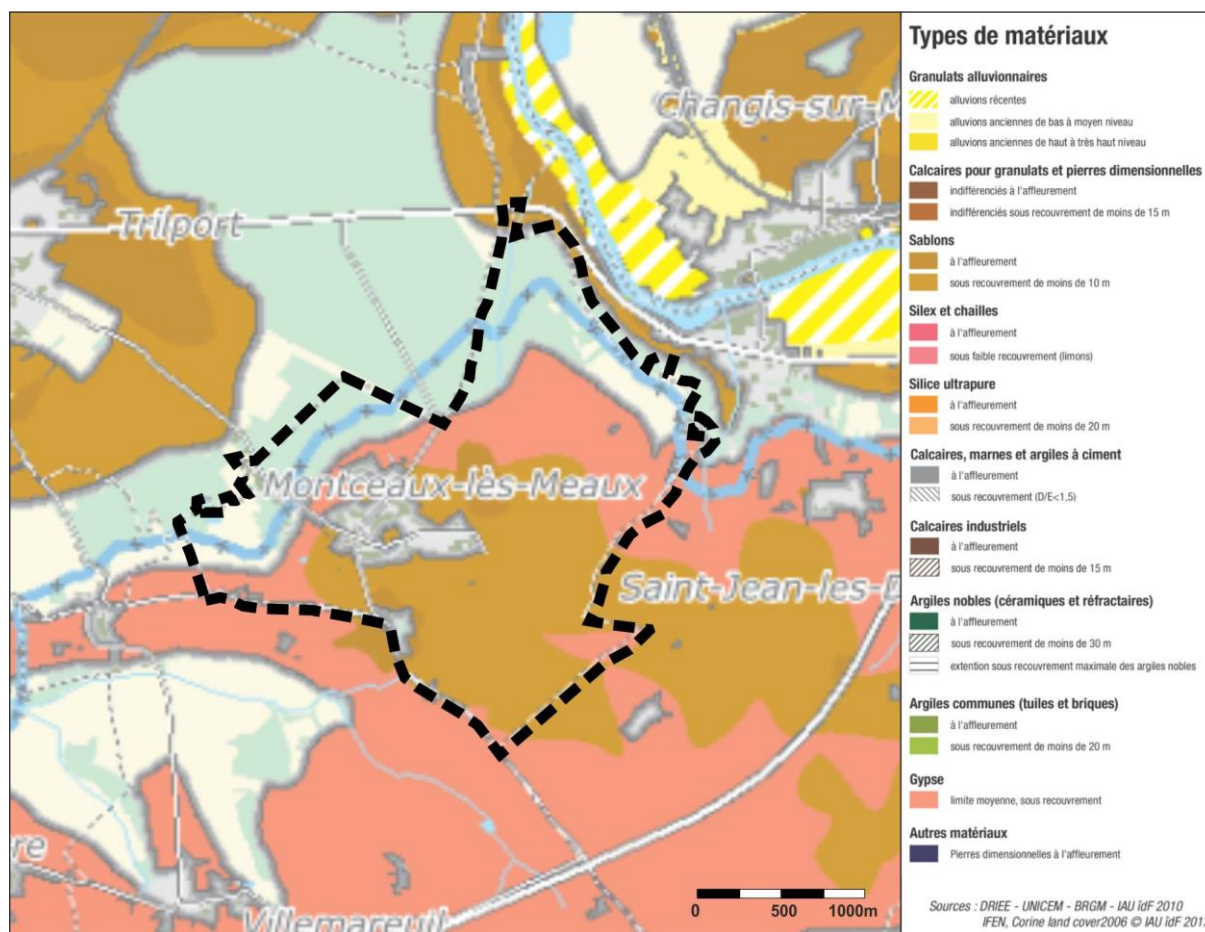 Changis-sur-M
Trilport
Montceaux-lès-Meaux
Saint-Jean-les-D
re
Villemareuil
0 500 1000m
Types de matériaux
Granulats alluvionnaires
alluvions récentes
alluvions anciennes de bas à moyen niveau
alluvions anciennes de haut à très haut niveau
Calcaires pour granulats et pierres dimensionnelles
indifférenciés à l'affleurement
indifférenciés sous recouvrement de moins de 15 m
Sablons
à l'affleurement
sous recouvrement de moins de 10 m
Silex et chailles
à l'affleurement
sous faible recouvrement (limons)
Silice ultrapure
à l'affleurement
sous recouvrement de moins de 20 m
Calcaires, marnes et argiles à ciment
à l'affleurement
sous recouvrement (D/E<1,5)
Calcaires industriels
à l'affleurement
sous recouvrement de moins de 15 m
Argiles nobles (céramiques et réfractaires)
à l'affleurement
sous recouvrement de moins de 30 m
extention sous recouvrement maximale des argiles nobles
Argiles communes (tuiles et briques)
à l'affleurement
sous recouvrement de moins de 20 m
Gypse
limite moyenne, sous recouvrement
Autres matériaux
Pierres dimensionnelles à l'affleurement
Sources : DRIEE - UNICEM - BRGM - IAU îdF 2010
IFEN, Corine land cover2006 © IAU îdF 201